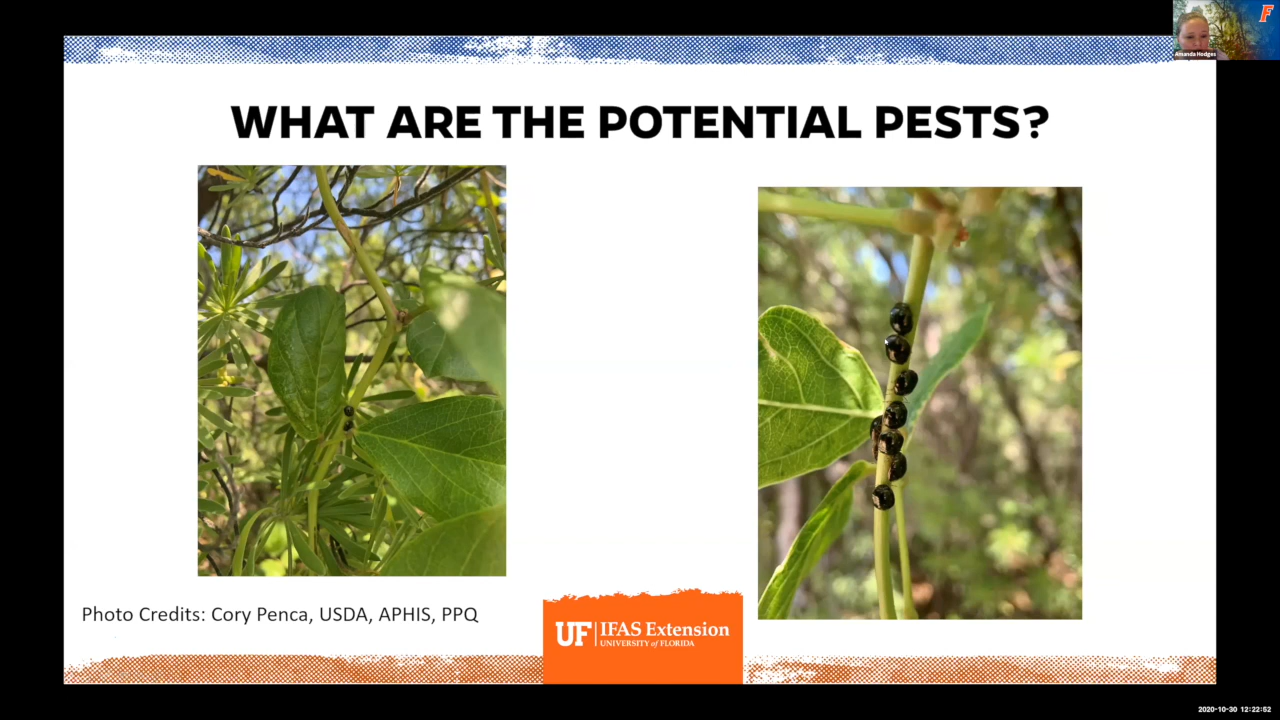 Amanda Hodges
WHAT ARE THE POTENTIAL PESTS?
Photo Credits: Cory Penca, USDA, APHIS, PPQ
UF IFAS Extension
UNIVERSITY of FLORIDA
2020-10-30 12:22:52